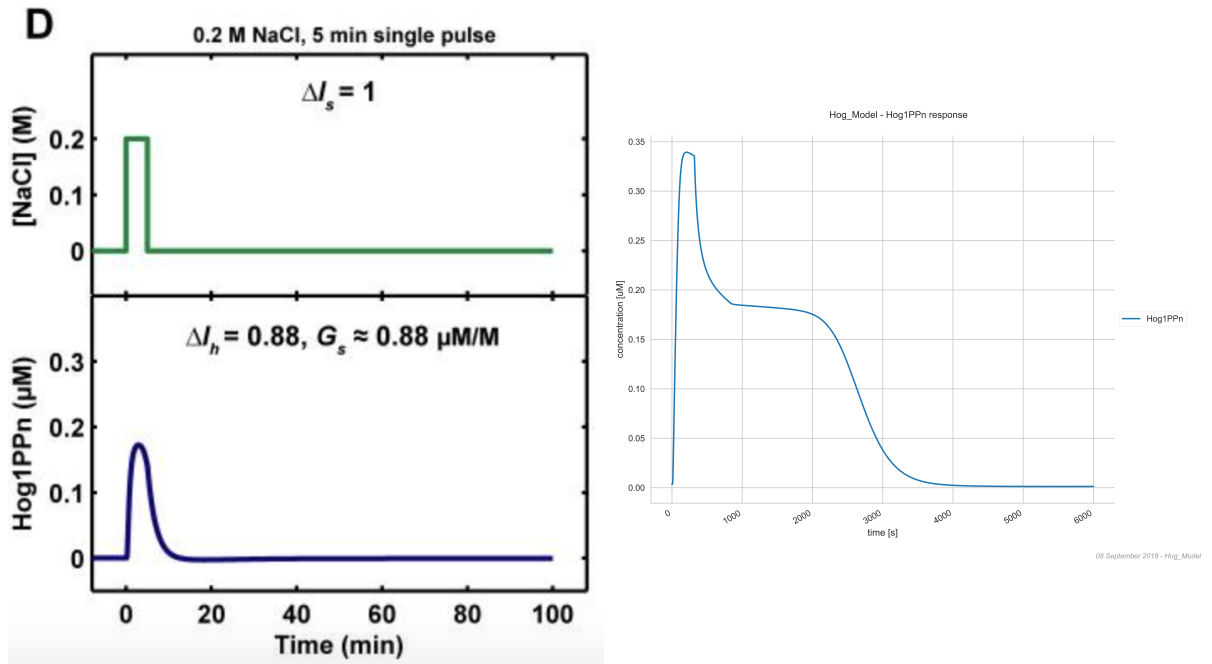 D
0.2 M NaCl, 5 min single pulse
ΔIs = 1
[NaCl] (M)
0.2
0.1
0
ΔIh = 0.88, Gs ≈ 0.88 μM/M
Hog1PPn (μM)
0.3
0.2
0.1
0
0 20 40 60 80 100
Time (min)
Hog_Model - Hog1PPn response
concentration [uM]
0.35
0.30
0.25
0.20
0.15
0.10
0.05
0.00
0 1000 2000 3000 4000 5000 6000
time [s]
Hog1PPn
08 September 2018 - Hog_Model